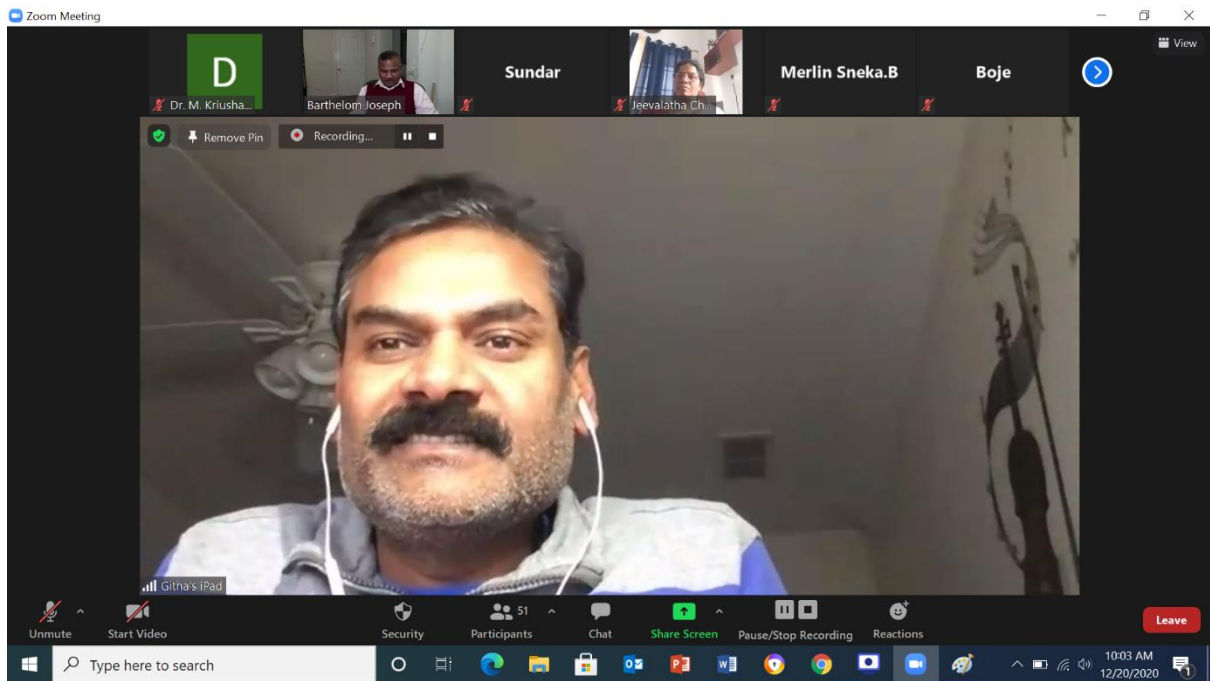 Zoom Meeting
View
D
Dr. M. Kriusha...
Barthelom Joseph
Sundar
Jeevalatha Ch...
Merlin Sneka.B
Boje
Remove Pin
Recording...
Githa's iPad
Unmute
Start Video
Security
51
Participants
Chat
Share Screen
Pause/Stop Recording
Reactions
Leave
Type here to search
10:03 AM
12/20/2020
1